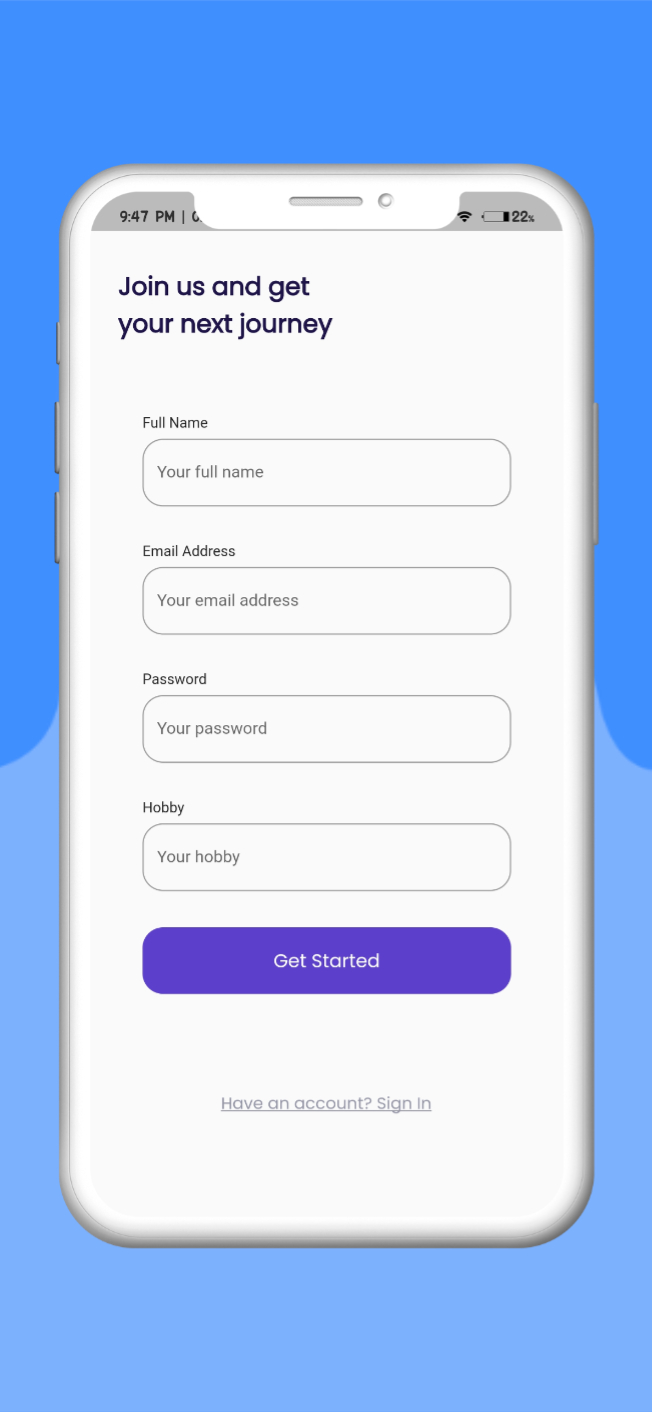 9:47 PM |
22%
Join us and get
your next journey
Full Name
Your full name
Email Address
Your email address
Password
Your password
Hobby
Your hobby
Get Started
Have an account? Sign In